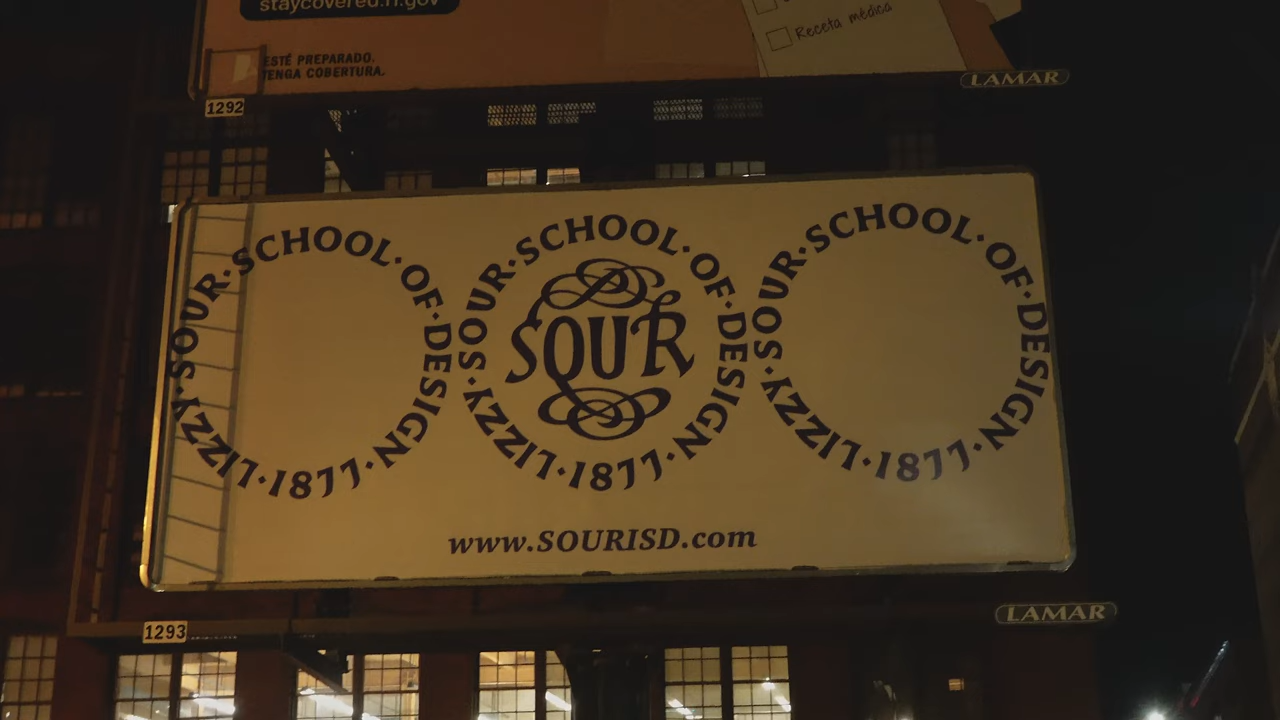 staycovered.ri.gov
ESTÉ PREPARADO.
TENGA COBERTURA.
Receta médica
LAMAR
1292
SOUR·SCHOOL·OF·DESIGN·1877·LIZZY·
SOUR·SCHOOL·OF·DESIGN·1877·LIZZY·
SOUR
SOUR·SCHOOL·OF·DESIGN·1877·LIZZY·
www.SOURISD.com
1293
LAMAR